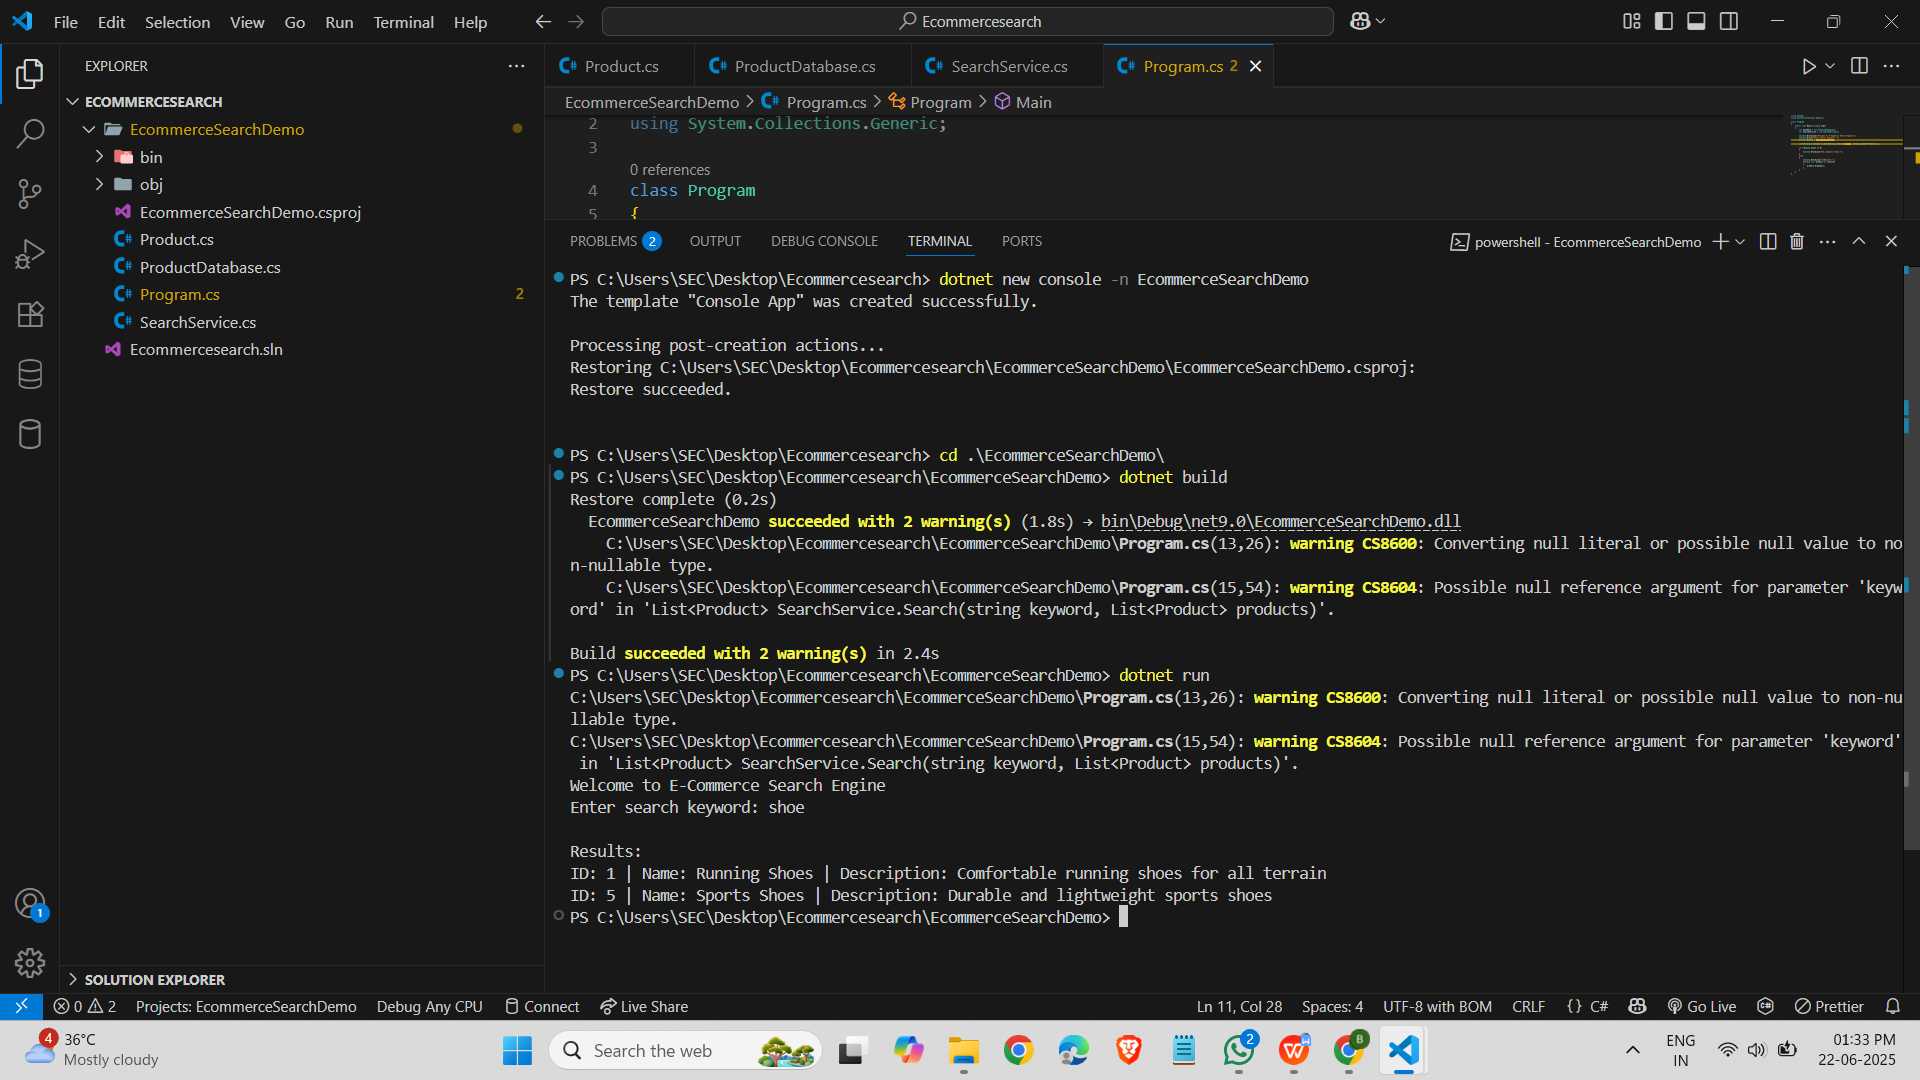 File Edit Selection View Go Run Terminal Help
Ecommercesearch
EXPLORER
ECOMMERCESEARCH
EcommerceSearchDemo
bin
obj
EcommerceSearchDemo.csproj
Product.cs
ProductDatabase.cs
Program.cs 2
SearchService.cs
Ecommercesearch.sln
SOLUTION EXPLORER
Product.cs ProductDatabase.cs SearchService.cs Program.cs 2
EcommerceSearchDemo > Program.cs > Program > Main
2 using System.Collections.Generic;
3
0 references
4 class Program
5 {
PROBLEMS 2 OUTPUT DEBUG CONSOLE TERMINAL PORTS
powershell - EcommerceSearchDemo
PS C:\Users\SEC\Desktop\Ecommercesearch> dotnet new console -n EcommerceSearchDemo
The template "Console App" was created successfully.
Processing post-creation actions...
Restoring C:\Users\SEC\Desktop\Ecommercesearch\EcommerceSearchDemo\EcommerceSearchDemo.csproj:
Restore succeeded.
PS C:\Users\SEC\Desktop\Ecommercesearch> cd .\EcommerceSearchDemo\
PS C:\Users\SEC\Desktop\Ecommercesearch\EcommerceSearchDemo> dotnet build
Restore complete (0.2s)
EcommerceSearchDemo succeeded with 2 warning(s) (1.8s) → bin\Debug\net9.0\EcommerceSearchDemo.dll
C:\Users\SEC\Desktop\Ecommercesearch\EcommerceSearchDemo\Program.cs(13,26): warning CS8600: Converting null literal or possible null value to no
n-nullable type.
C:\Users\SEC\Desktop\Ecommercesearch\EcommerceSearchDemo\Program.cs(15,54): warning CS8604: Possible null reference argument for parameter 'keyw
ord' in 'List<Product> SearchService.Search(string keyword, List<Product> products)'.
Build succeeded with 2 warning(s) in 2.4s
PS C:\Users\SEC\Desktop\Ecommercesearch\EcommerceSearchDemo> dotnet run
C:\Users\SEC\Desktop\Ecommercesearch\EcommerceSearchDemo\Program.cs(13,26): warning CS8600: Converting null literal or possible null value to non-nu
llable type.
C:\Users\SEC\Desktop\Ecommercesearch\EcommerceSearchDemo\Program.cs(15,54): warning CS8604: Possible null reference argument for parameter 'keyword'
in 'List<Product> SearchService.Search(string keyword, List<Product> products)'.
Welcome to E-Commerce Search Engine
Enter search keyword: shoe
Results:
ID: 1 | Name: Running Shoes | Description: Comfortable running shoes for all terrain
ID: 5 | Name: Sports Shoes | Description: Durable and lightweight sports shoes
PS C:\Users\SEC\Desktop\Ecommercesearch\EcommerceSearchDemo>
1
0 2 Projects: EcommerceSearchDemo Debug Any CPU Connect Live Share Ln 11, Col 28 Spaces: 4 UTF-8 with BOM CRLF {} C# Go Live Prettier
4 36°C
Mostly cloudy
Search the web
2
B
ENG
IN
01:33 PM
22-06-2025